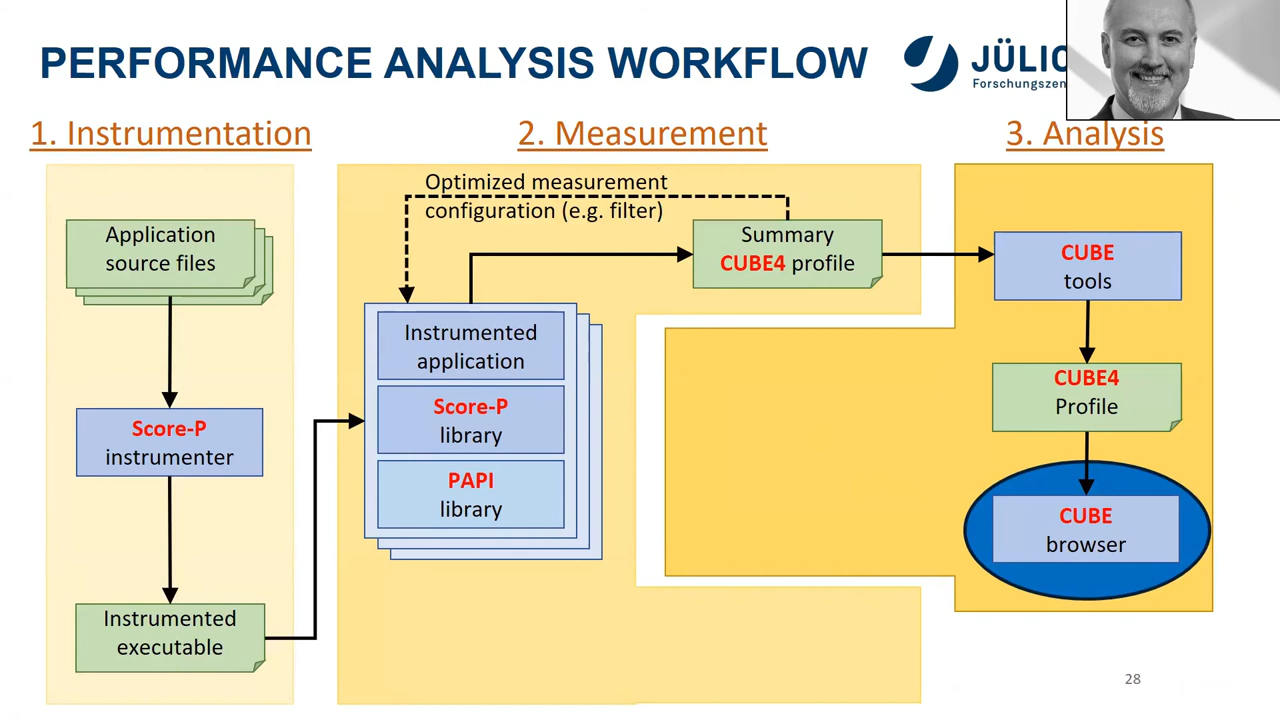 PERFORMANCE ANALYSIS WORKFLOW
JÜLIC
Forschungszen
1. Instrumentation
2. Measurement
3. Analysis
Application
source files
Score-P
instrumenter
Instrumented
executable
Optimized measurement
configuration (e.g. filter)
Summary
CUBE4 profile
Instrumented
application
Score-P
library
PAPI
library
CUBE
tools
CUBE4
Profile
CUBE
browser
28